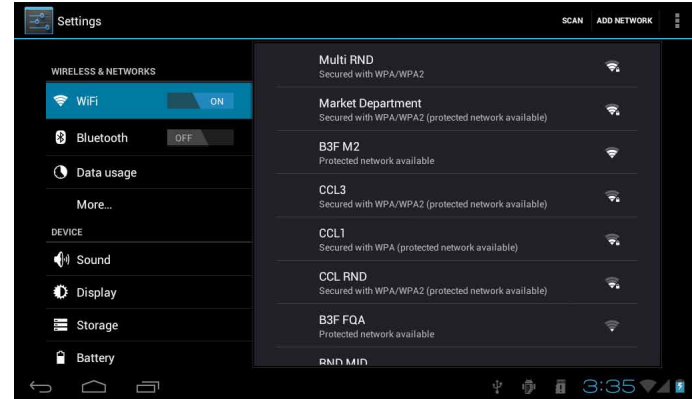 Settings
SCAN
ADD NETWORK
WIRELESS & NETWORKS
WiFi
ON
Bluetooth
OFF
Data usage
More...
DEVICE
Sound
Display
Storage
Battery
Multi RND
Secured with WPA/WPA2
Market Department
Secured with WPA/WPA2 (protected network available)
B3F M2
Protected network available
CCL3
Secured with WPA/WPA2 (protected network available)
CCL1
Secured with WPA (protected network available)
CCL RND
Secured with WPA/WPA2 (protected network available)
B3F FQA
Protected network available
RND MID
3:35